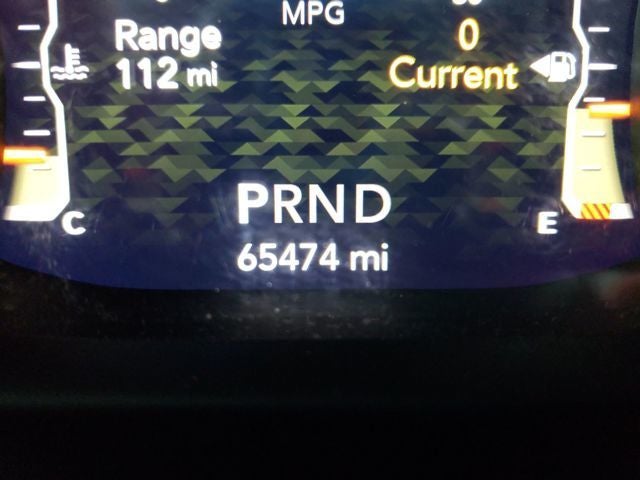 MPG
Range
112 mi
0
Current
C
PRND
E
65474 mi